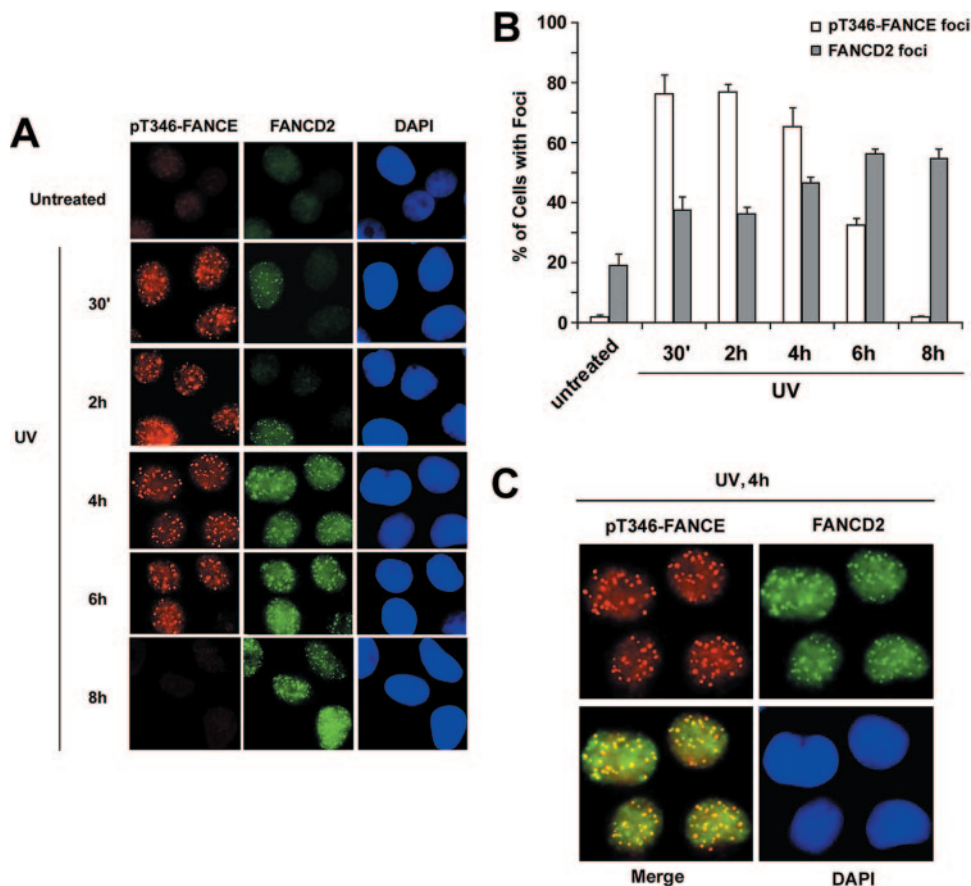 A
pT346-FANCE FANCD2 DAPI
Untreated
30'
2h
UV
4h
6h
8h
B
pT346-FANCE foci
FANCD2 foci
% of Cells with Foci
100
80
60
40
20
0
untreated 30' 2h 4h 6h 8h
UV
C
UV, 4h
pT346-FANCE FANCD2
Merge DAPI